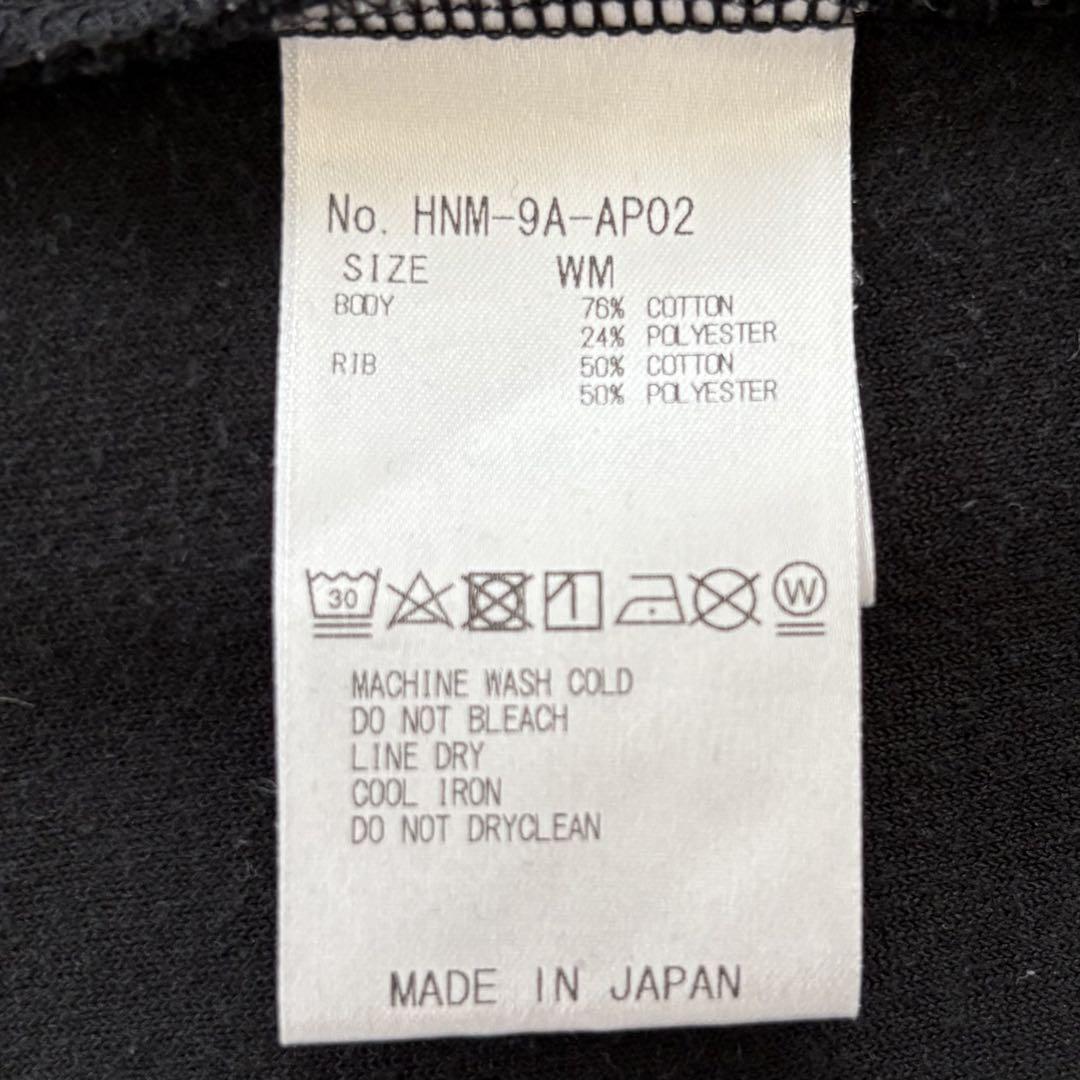 No. HNM-9A-AP02
SIZE WM
BODY 76% COTTON
24% POLYESTER
RIB 50% COTTON
50% POLYESTER
30 W
MACHINE WASH COLD
DO NOT BLEACH
LINE DRY
COOL IRON
DO NOT DRYCLEAN
MADE IN JAPAN